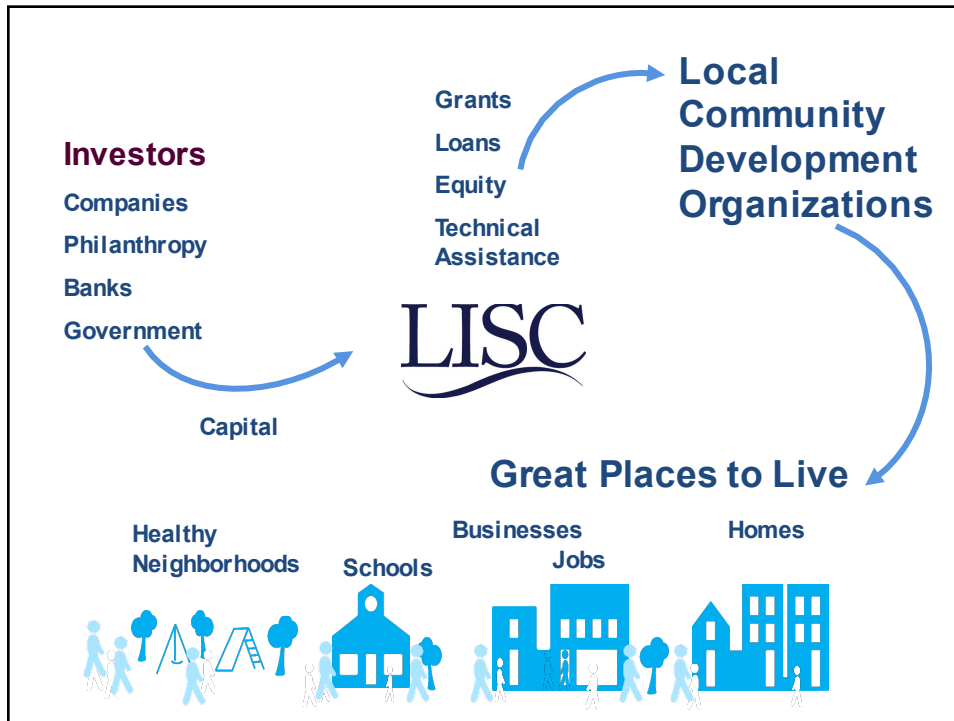 Investors
Companies
Philanthropy
Banks
Government
Capital
Grants
Loans
Equity
Technical
Assistance
LISC
Local
Community
Development
Organizations
Great Places to Live
Healthy
Neighborhoods
Schools
Businesses
Jobs
Homes